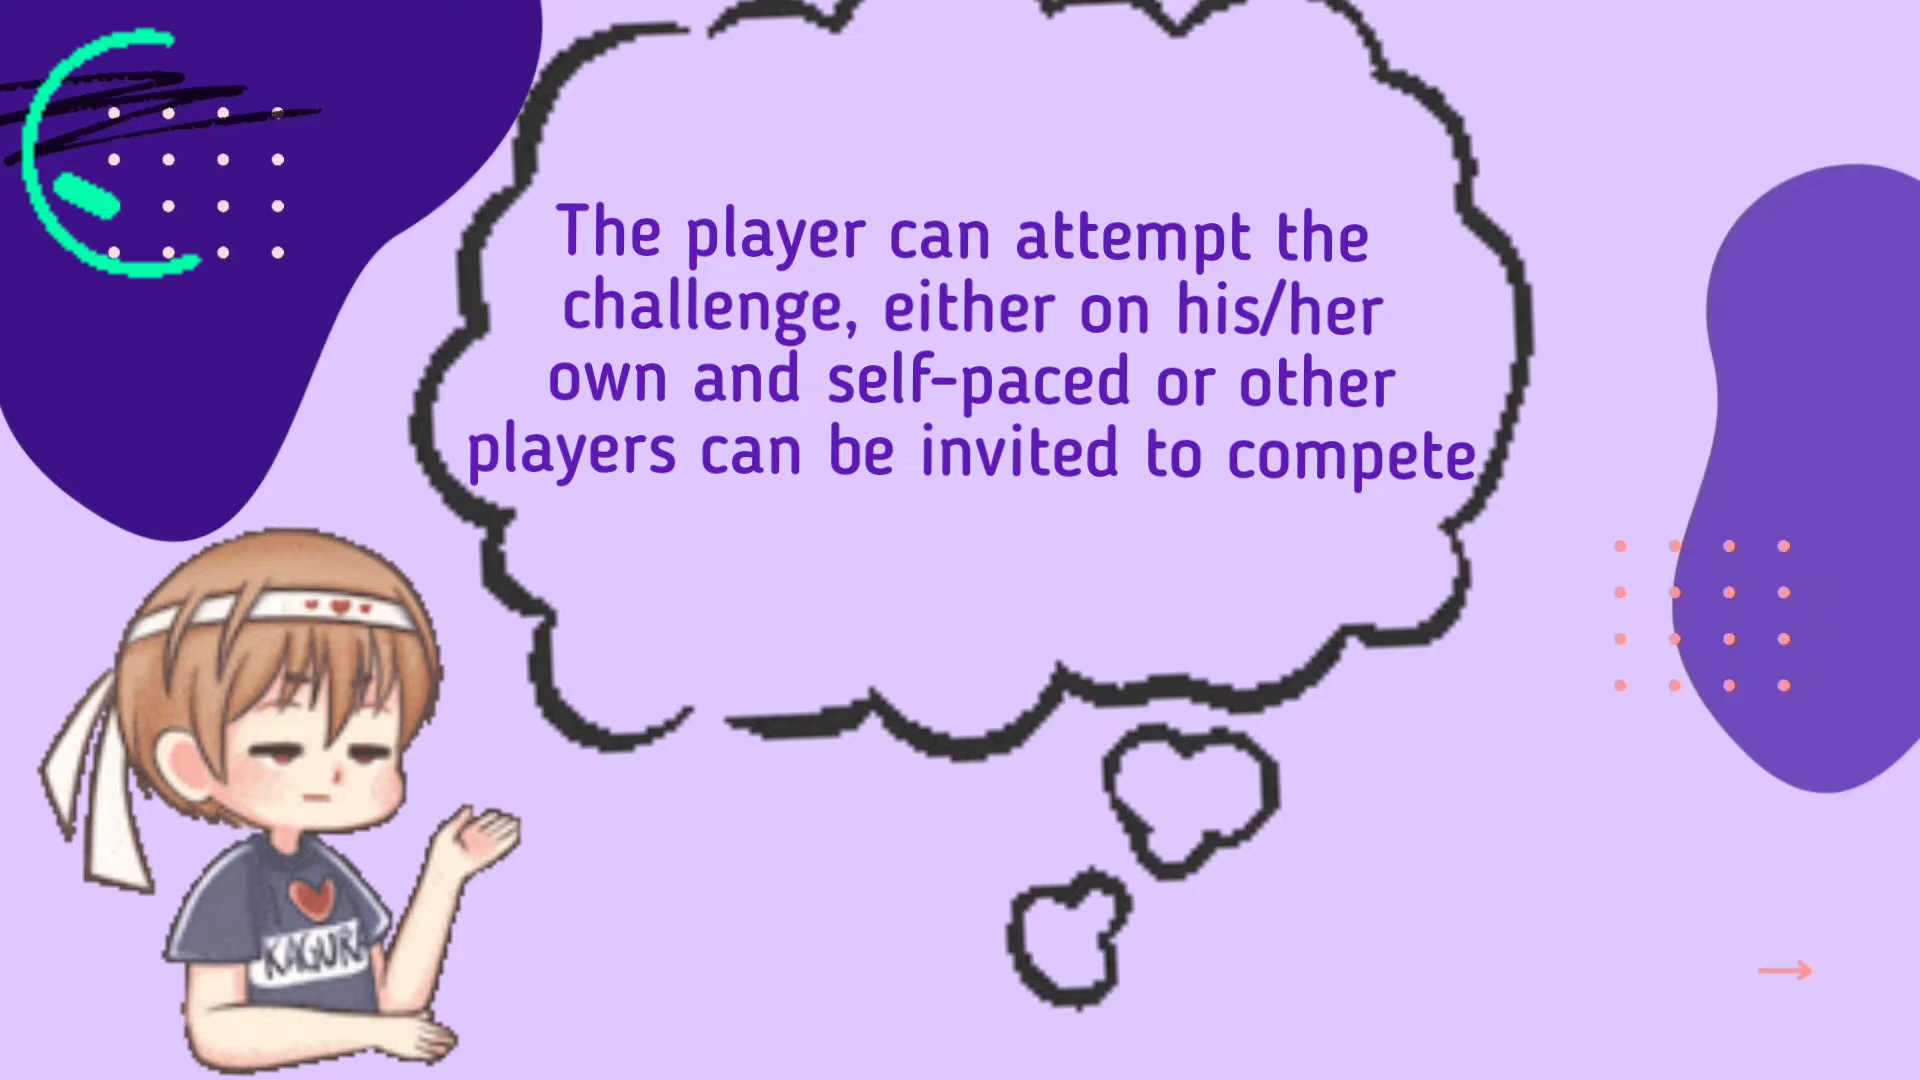 The player can attempt the
challenge, either on his/her
own and self-paced or other
players can be invited to compete
KAGURA